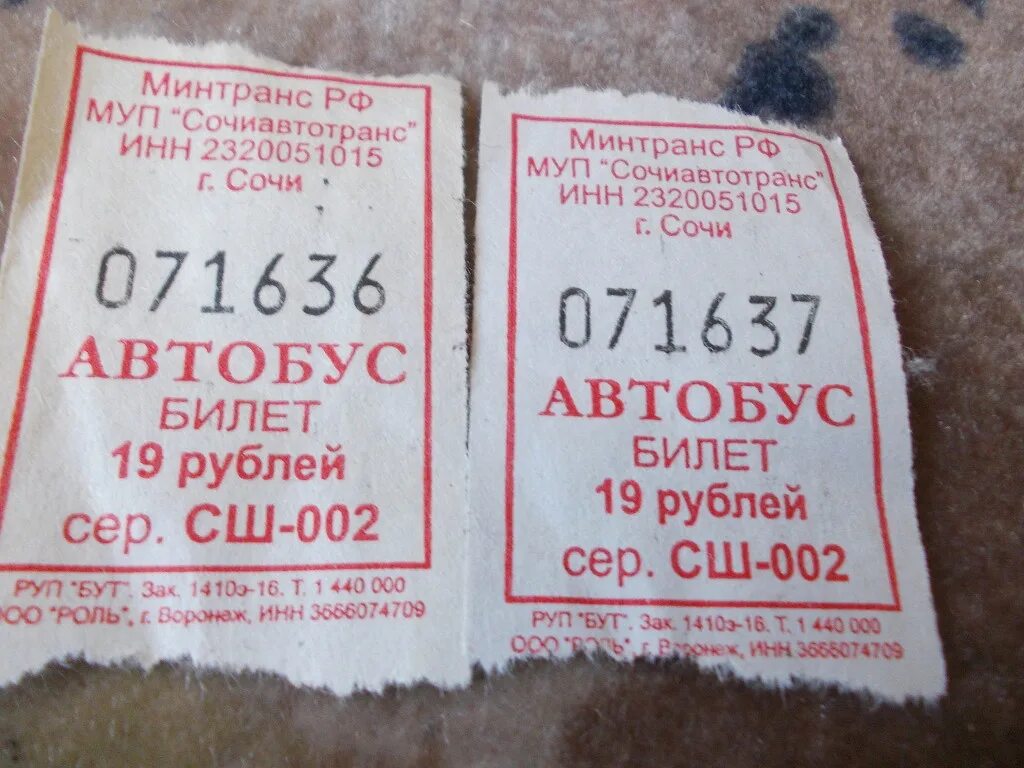 Минтранс РФ
МУП "Сочиавтотранс"
ИНН 2320051015
г. Сочи
071636
АВТОБУС
БИЛЕТ
19 рублей
сер. СШ-002
РУП "БУТ". Зак. 1410э-16. Т. 1 440 000
ООО "РОЛЬ", г. Воронеж, ИНН 3666074709
Минтранс РФ
МУП "Сочиавтотранс"
ИНН 2320051015
г. Сочи
071637
АВТОБУС
БИЛЕТ
19 рублей
сер. СШ-002
РУП "БУТ". Зак. 1410э-16. Т. 1 440 000
ООО "РОЛЬ", г. Воронеж, ИНН 3666074709